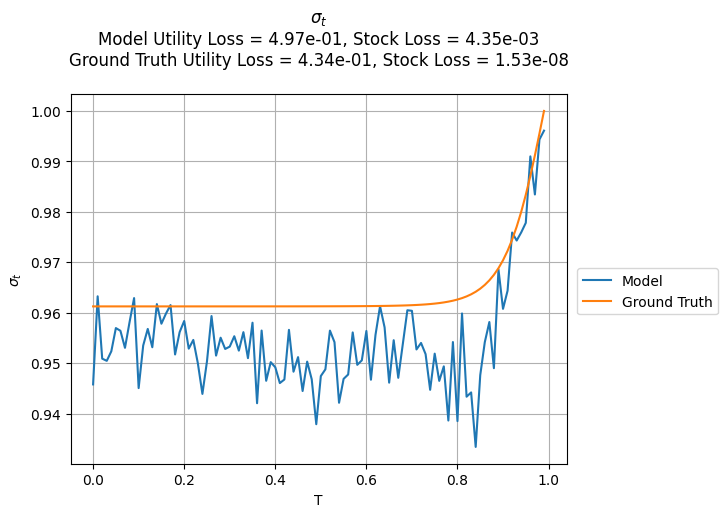 σₜ
Model Utility Loss = 4.97e-01, Stock Loss = 4.35e-03
Ground Truth Utility Loss = 4.34e-01, Stock Loss = 1.53e-08
1.00
0.99
0.98
0.97
0.96
0.95
0.94
σₜ
0.0
0.2
0.4
0.6
0.8
1.0
T
Model
Ground Truth